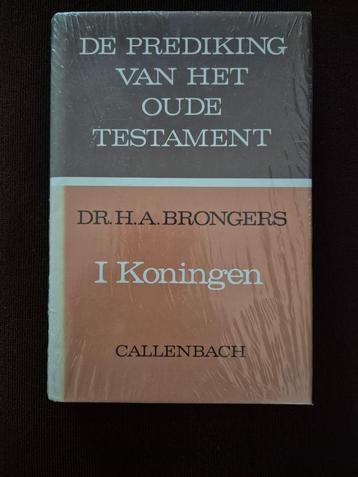 DE PREDIKING
VAN HET
OUDE
TESTAMENT
DR. H. A. BRONGERS
I Koningen
CALLENBACH